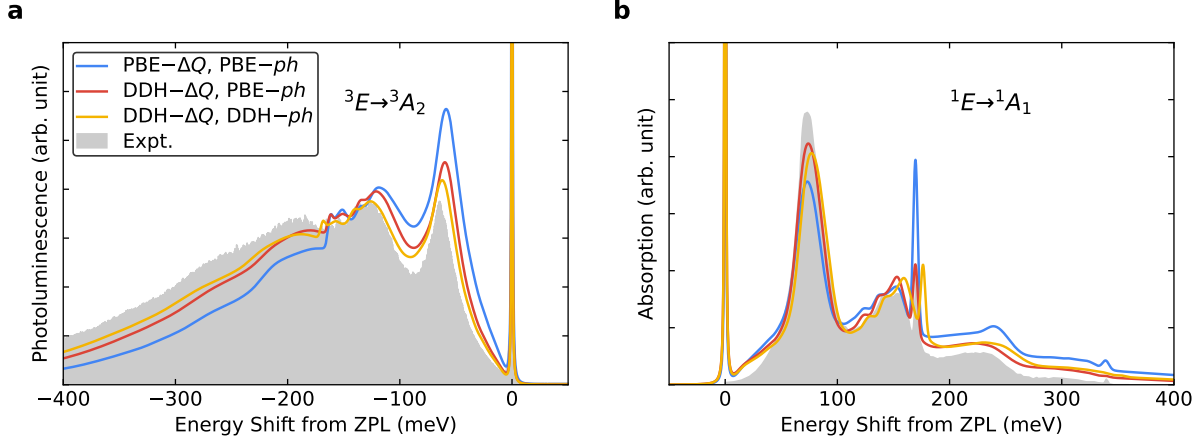 a
Photoluminescence (arb. unit)
PBE−ΔQ, PBE−ph
DDH−ΔQ, PBE−ph
DDH−ΔQ, DDH−ph
Expt.
³E→³A₂
−400 −300 −200 −100 0
Energy Shift from ZPL (meV)
b
Absorption (arb. unit)
¹E→¹A₁
0 100 200 300 400
Energy Shift from ZPL (meV)